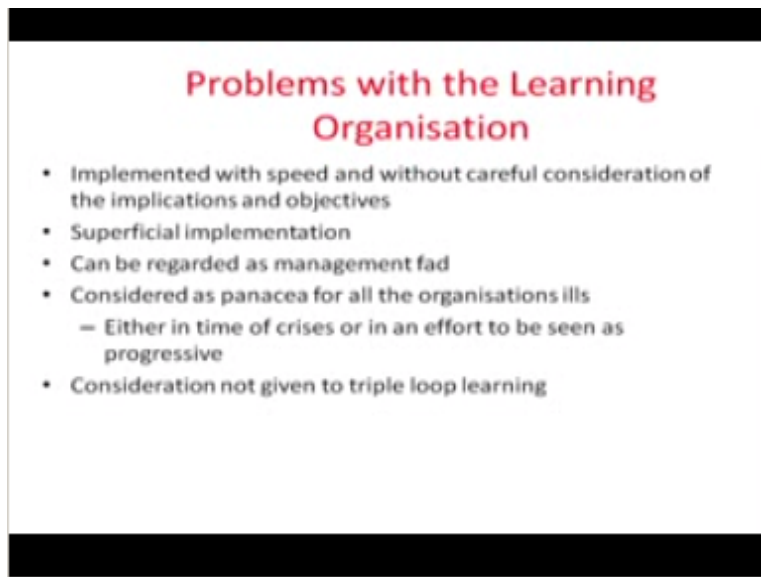 Problems with the Learning
Organisation
• Implemented with speed and without careful consideration of
the implications and objectives
• Superficial implementation
• Can be regarded as management fad
• Considered as panacea for all the organisations ills
– Either in time of crises or in an effort to be seen as
progressive
• Consideration not given to triple loop learning